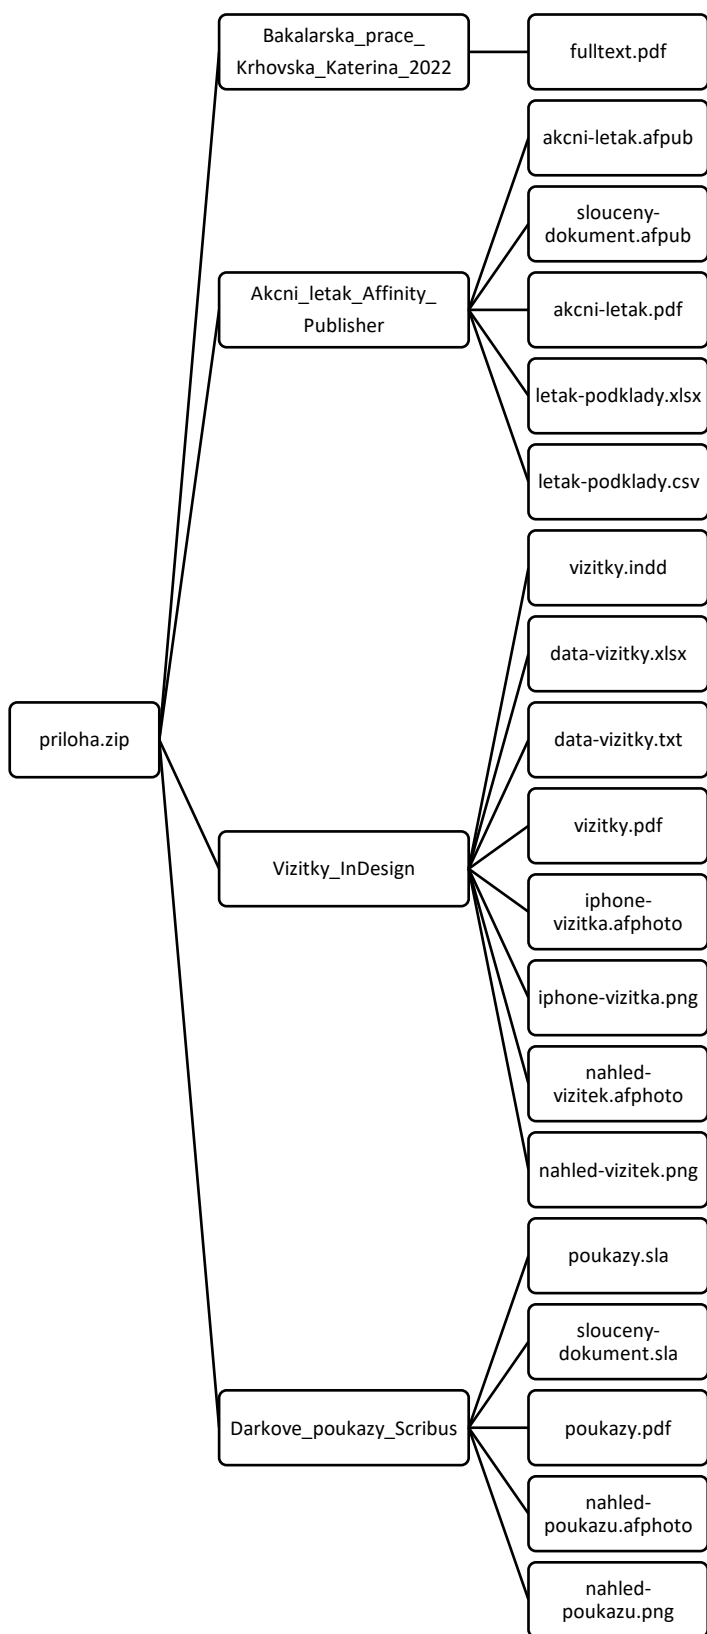 priloha.zip
Bakalarska_prace_
Krhovska_Katerina_2022
fulltext.pdf
Akcni_letak_Affinity_
Publisher
akcni-letak.afpub
slouceny-
dokument.afpub
akcni-letak.pdf
letak-podklady.xlsx
letak-podklady.csv
Vizitky_InDesign
vizitky.indd
data-vizitky.xlsx
data-vizitky.txt
vizitky.pdf
iphone-
vizitka.afphoto
iphone-vizitka.png
nahled-
vizitek.afphoto
nahled-vizitek.png
Darkove_poukazy_Scribus
poukazy.sla
slouceny-
dokument.sla
poukazy.pdf
nahled-
poukazu.afphoto
nahled-
poukazu.png